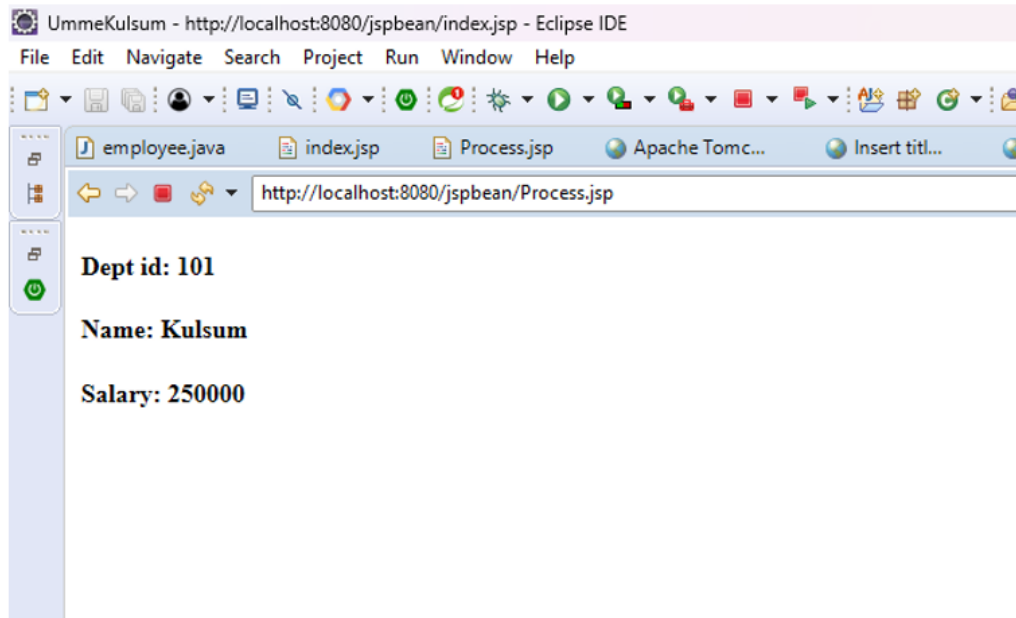 UmmeKulsum - http://localhost:8080/jspbean/index.jsp - Eclipse IDE
File Edit Navigate Search Project Run Window Help
employee.java index.jsp Process.jsp Apache Tomc... Insert titl...
http://localhost:8080/jspbean/Process.jsp
Dept id: 101
Name: Kulsum
Salary: 250000